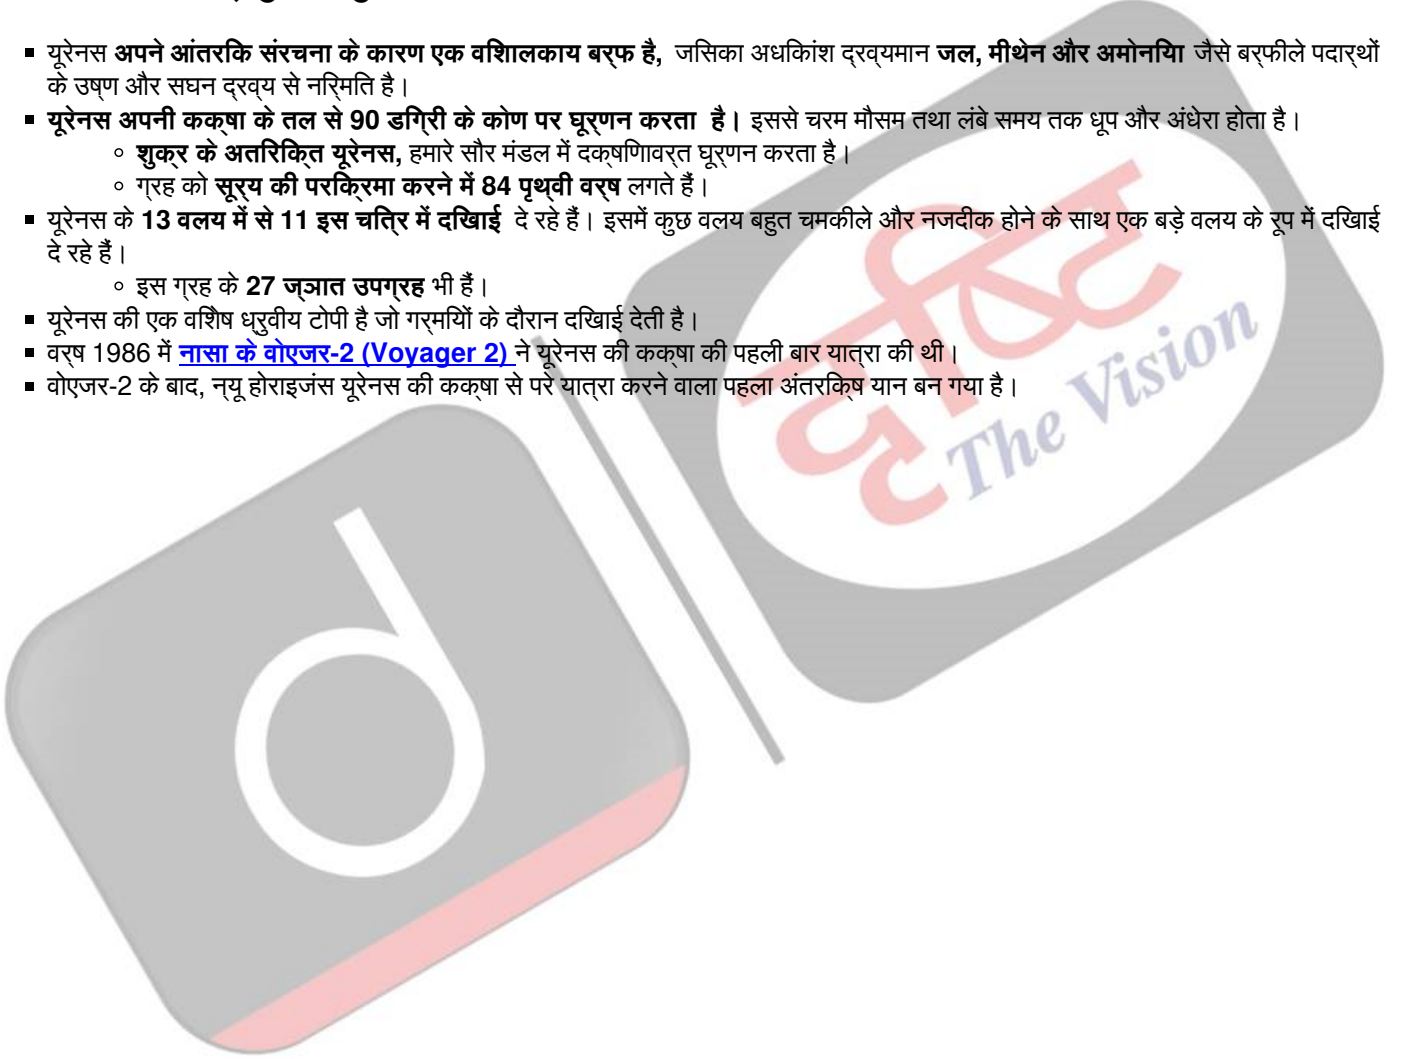 ▪ यूरेनस अपने आंतरिक संरचना के कारण एक विशालकाय बर्फ है, जिसका अधिकांश द्रव्यमान जल, मीथेन और अमोनिया जैसे बर्फीले पदार्थों
के उष्ण और सघन द्रव्य से निर्मित है।
▪ यूरेनस अपनी कक्षा के तल से 90 डिग्री के कोण पर घूर्णन करता है। इससे चरम मौसम तथा लंबे समय तक धूप और अंधेरा होता है।
○ शुक्र के अतिरिक्त यूरेनस, हमारे सौर मंडल में दक्षिणावर्त घूर्णन करता है।
○ ग्रह को सूर्य की परिक्रमा करने में 84 पृथ्वी वर्ष लगते हैं।
▪ यूरेनस के 13 वलय में से 11 इस चित्र में दिखाई दे रहे हैं। इसमें कुछ वलय बहुत चमकीले और नजदीक होने के साथ एक बड़े वलय के रूप में दिखाई
दे रहे हैं।
○ इस ग्रह के 27 ज्ञात उपग्रह भी हैं।
▪ यूरेनस की एक विशेष ध्रुवीय टोपी है जो गर्मियों के दौरान दिखाई देती है।
▪ वर्ष 1986 में नासा के वोएजर-2 (Voyager 2) ने यूरेनस की कक्षा की पहली बार यात्रा की थी।
▪ वोएजर-2 के बाद, न्यू होराइजंस यूरेनस की कक्षा से परे यात्रा करने वाला पहला अंतरिक्ष यान बन गया है।
दृष्टि
The Vision
d